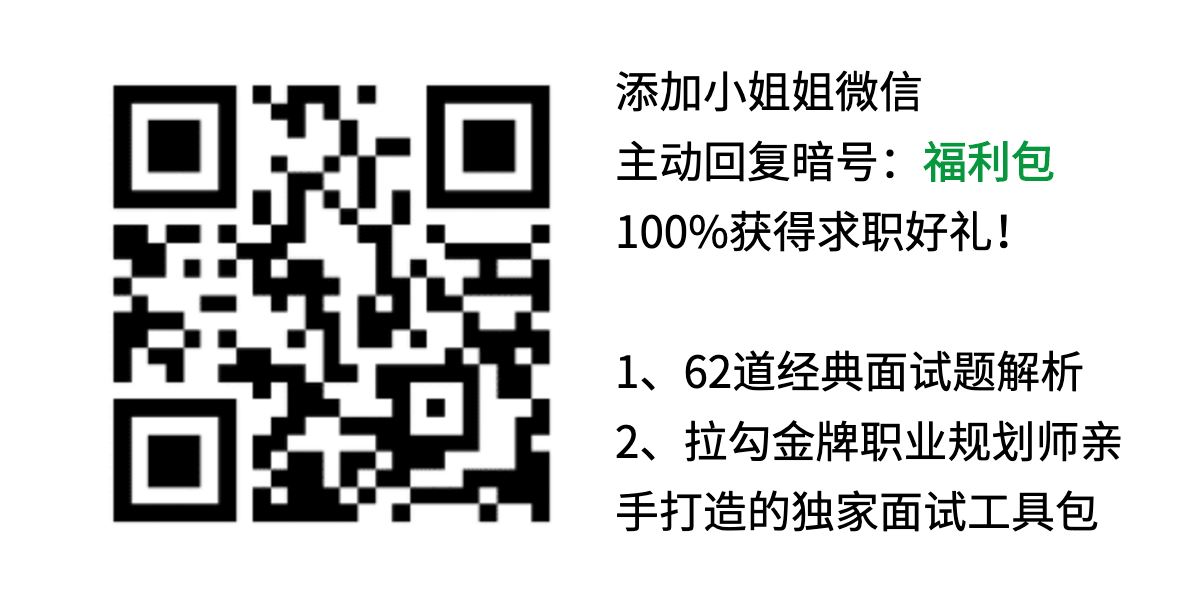 添加小姐姐微信
主动回复暗号：福利包
100%获得求职好礼！
1、62道经典面试题解析
2、拉勾金牌职业规划师亲
手打造的独家面试工具包